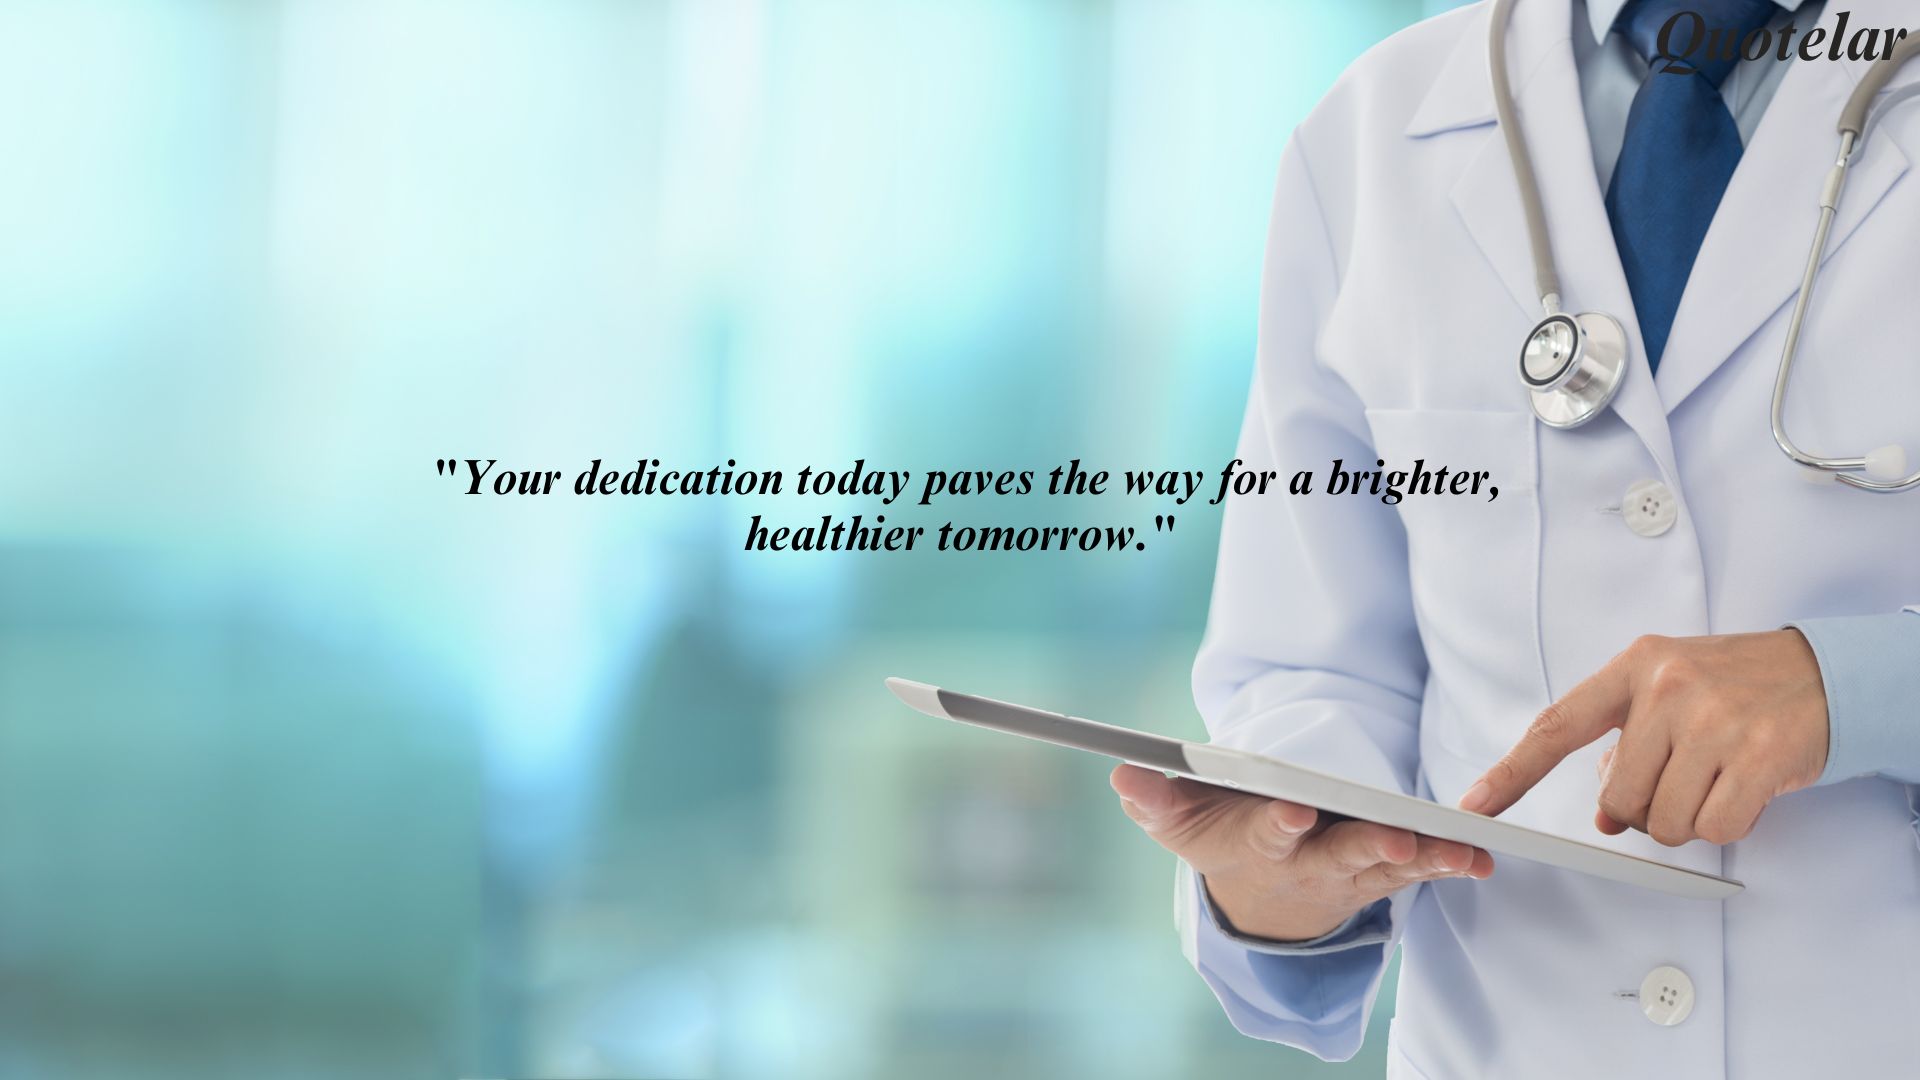 Quotelar
"Your dedication today paves the way for a brighter,
healthier tomorrow."